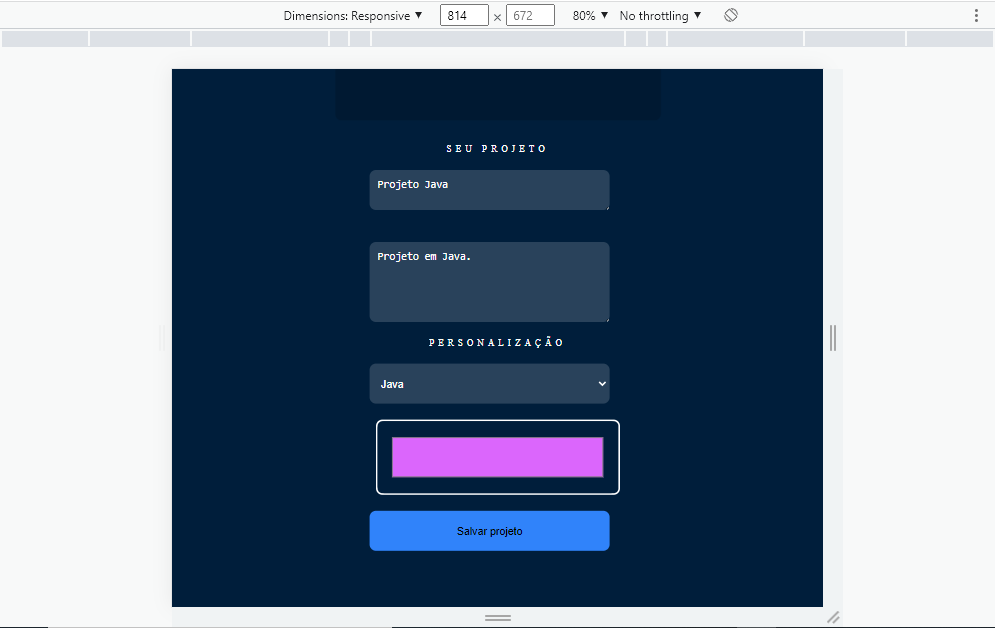 Dimensions: Responsive ▼ 814 × 672 80% ▼ No throttling ▼
SEU PROJETO
Projeto Java
Projeto em Java.
PERSONALIZAÇÃO
Java
Salvar projeto